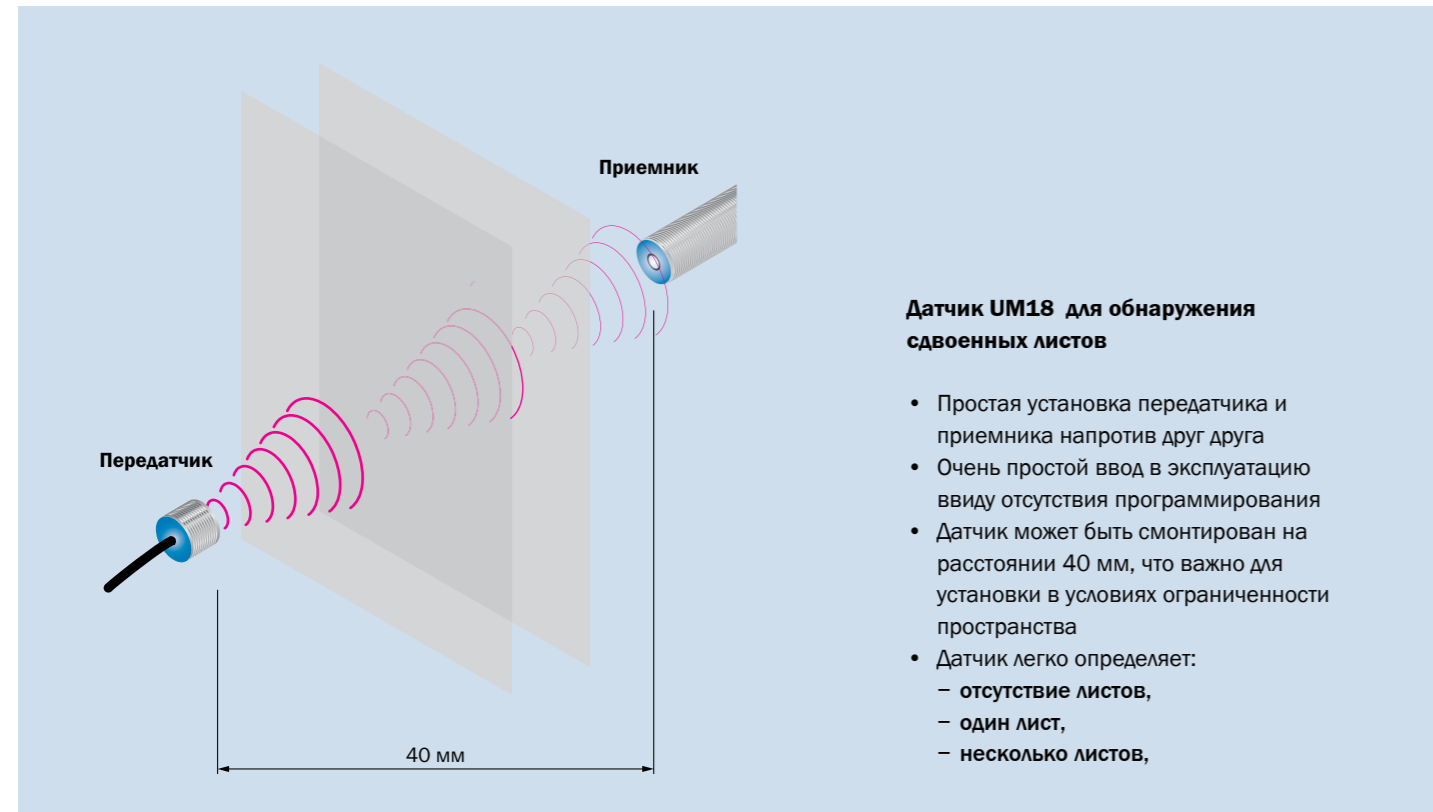 Приемник
Передатчик
40 мм
Датчик UM18 для обнаружения
сдвоенных листов
• Простая установка передатчика и
приемника напротив друг друга
• Очень простой ввод в эксплуатацию
ввиду отсутствия программирования
• Датчик может быть смонтирован на
расстоянии 40 мм, что важно для
установки в условиях ограниченности
пространства
• Датчик легко определяет:
– отсутствие листов,
– один лист,
– несколько листов,